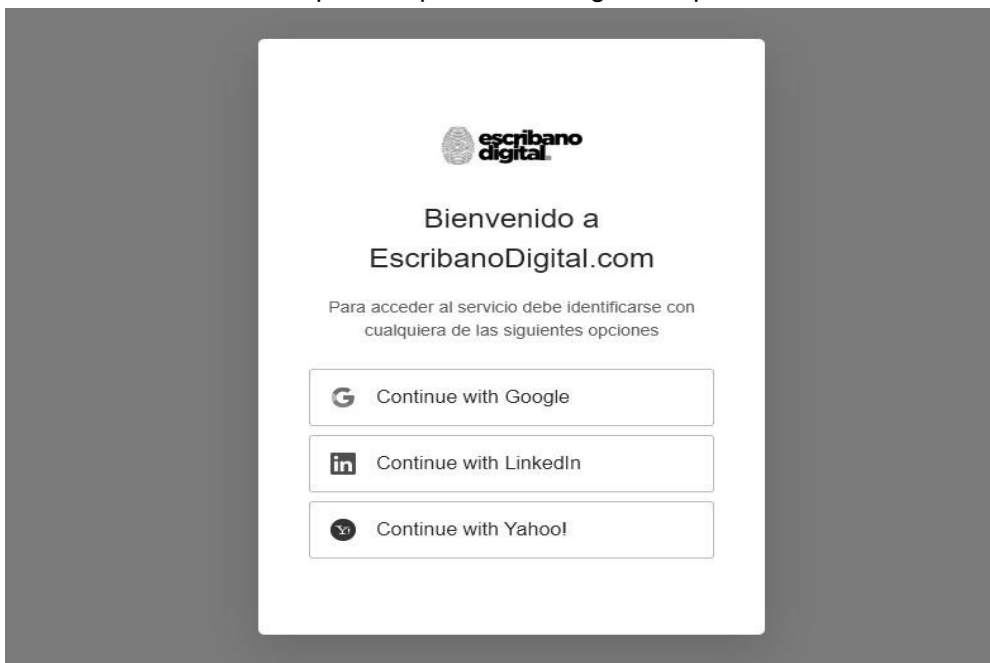 escribano
digital.
Bienvenido a
EscribanoDigital.com
Para acceder al servicio debe identificarse con
cualquiera de las siguientes opciones
G Continue with Google
in Continue with LinkedIn
Y! Continue with Yahoo!